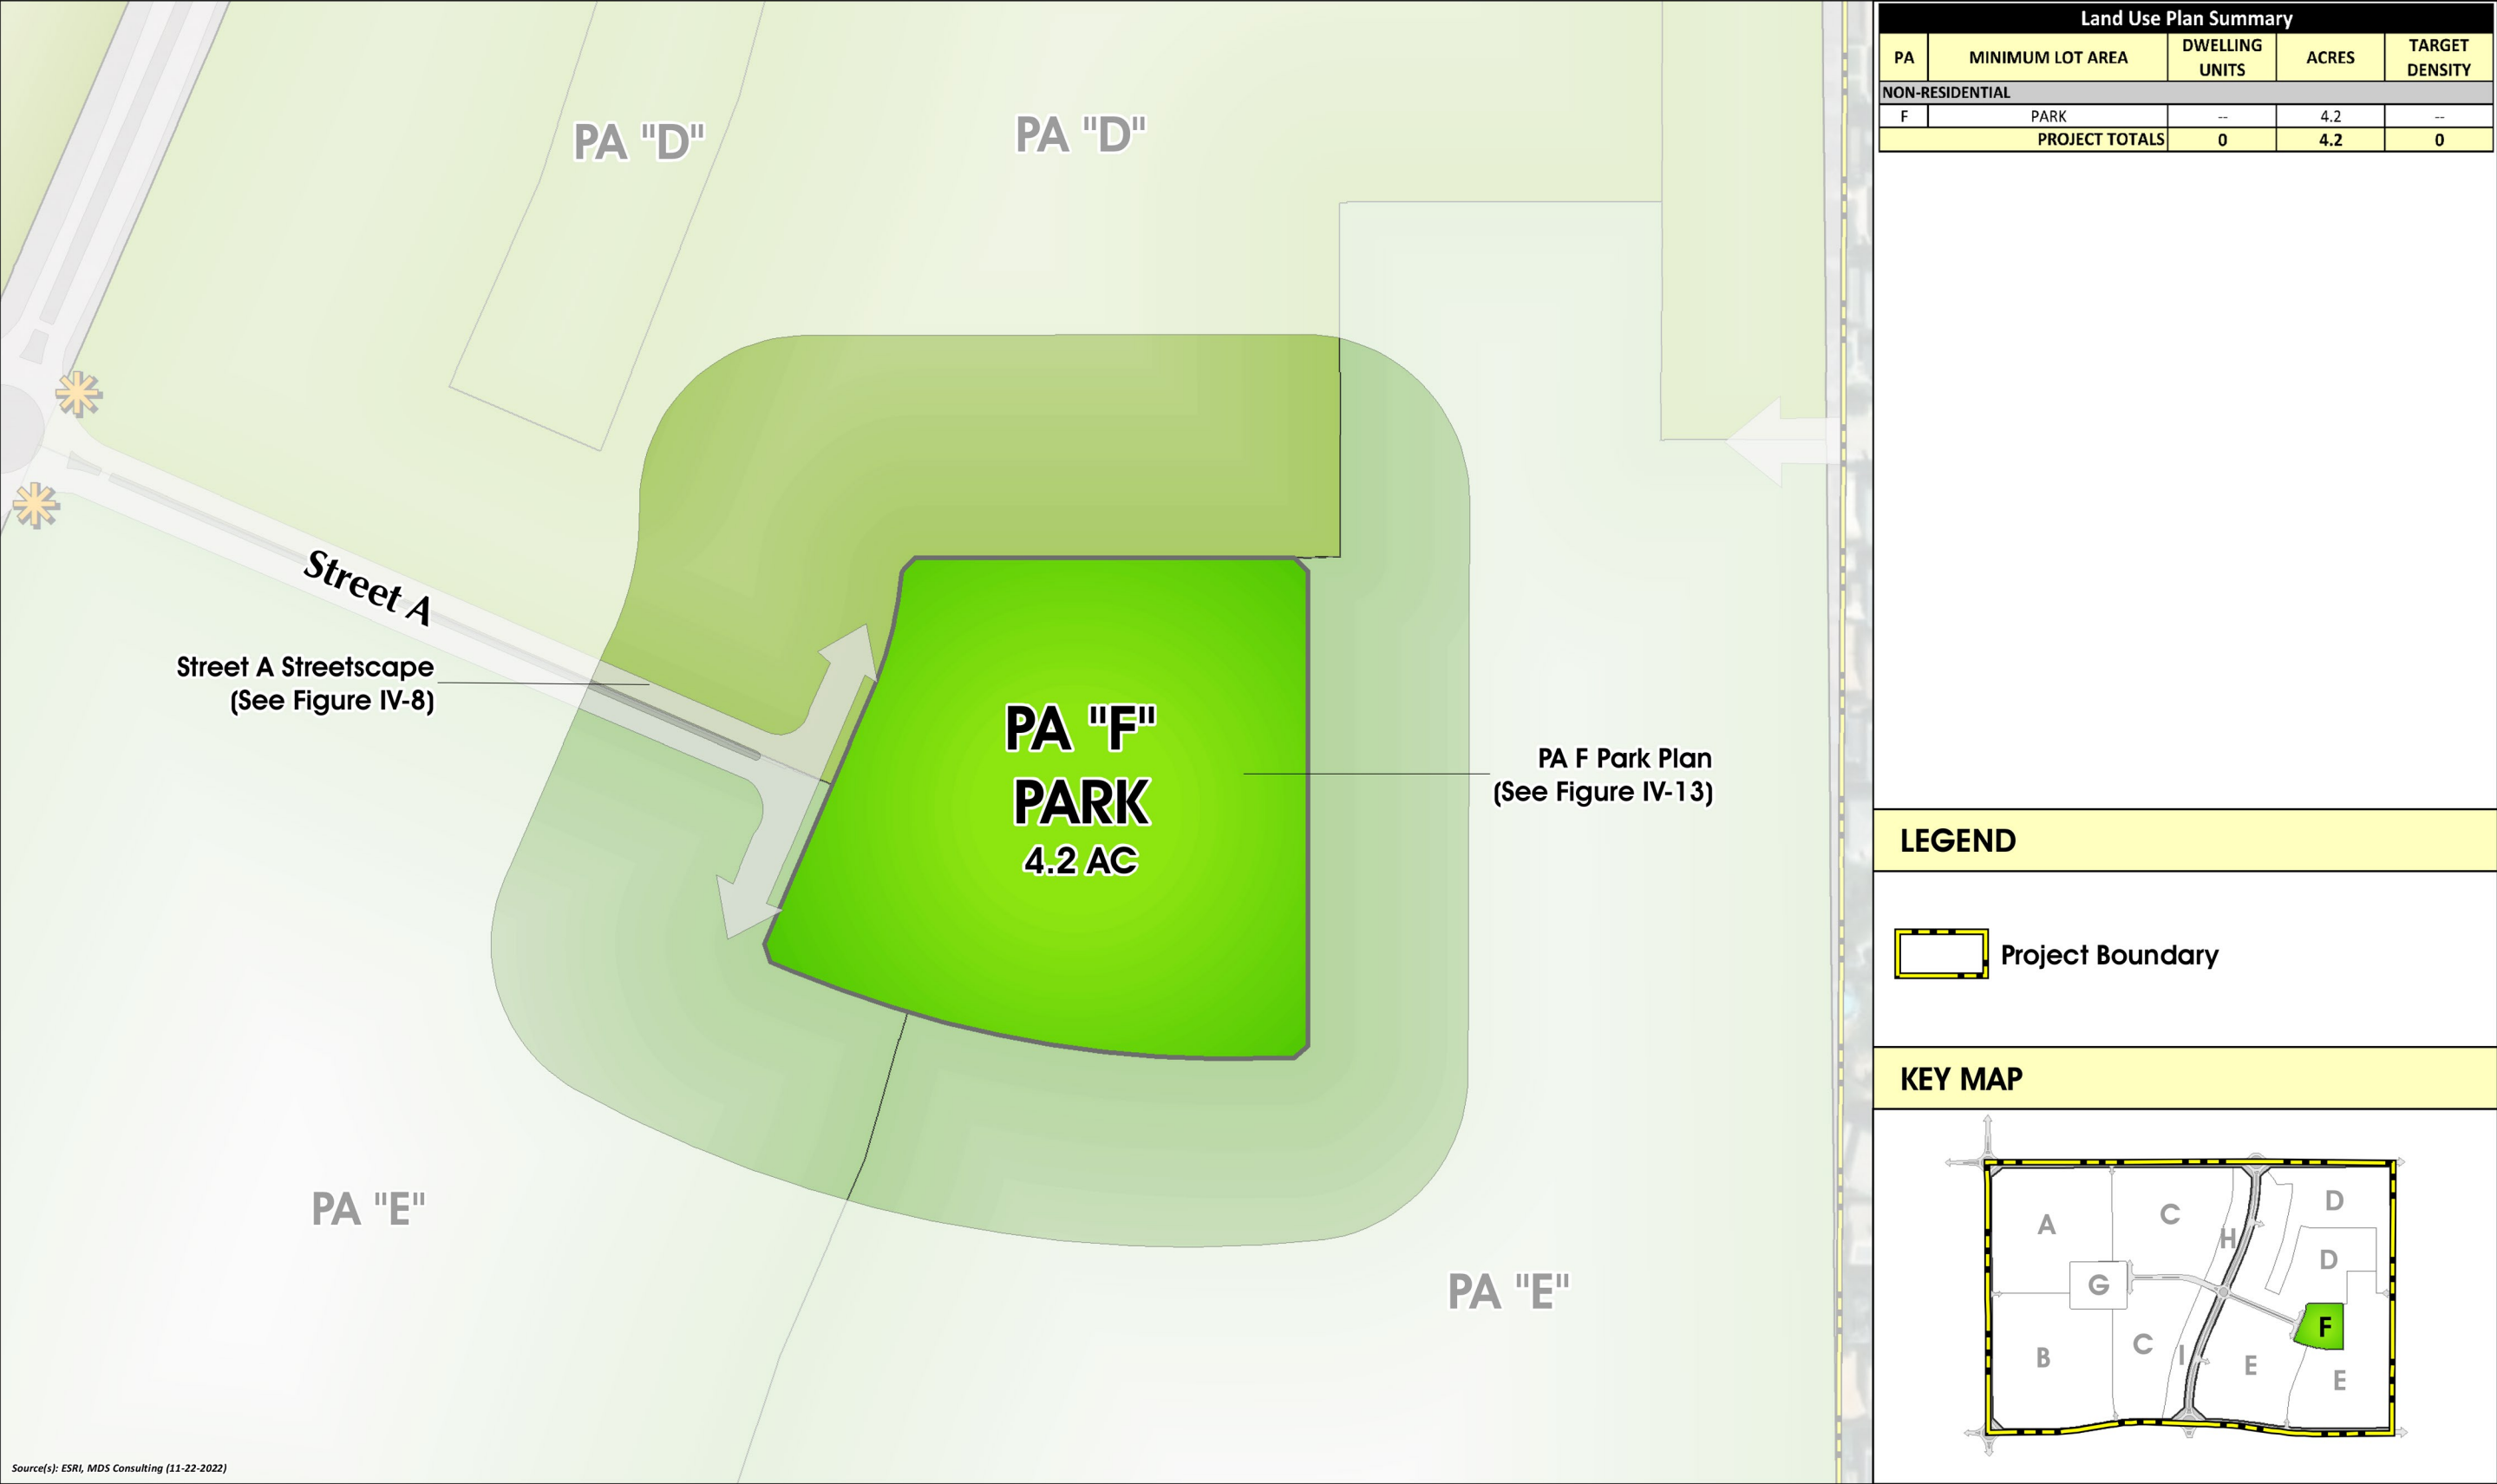 PA "D"
PA "D"
Street A
Street A Streetscape
(See Figure IV-8)
PA "F"
PARK
4.2 AC
PA F Park Plan
(See Figure IV-13)
PA "E"
PA "E"
Source(s): ESRI, MDS Consulting (11-22-2022)
Land Use Plan Summary
PA MINIMUM LOT AREA DWELLING UNITS ACRES TARGET DENSITY
NON-RESIDENTIAL
F PARK -- 4.2 --
PROJECT TOTALS 0 4.2 0
LEGEND
Project Boundary
KEY MAP
A
C
H
D
D
G
F
B
C
I
E
E